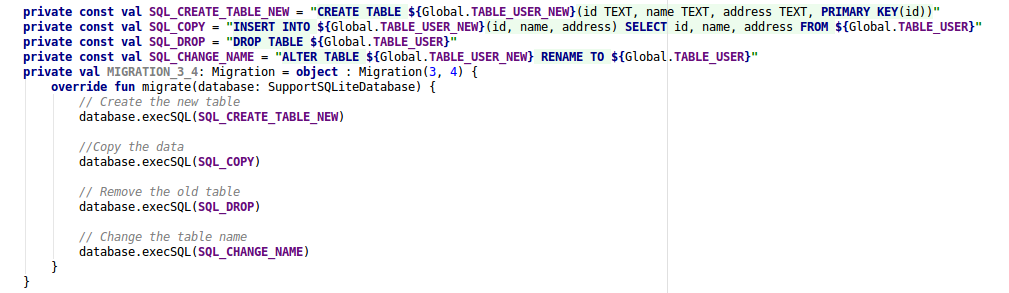 private const val SQL_CREATE_TABLE_NEW = "CREATE TABLE ${Global.TABLE_USER_NEW}(id TEXT, name TEXT, address TEXT, PRIMARY KEY(id))"
private const val SQL_COPY = "INSERT INTO ${Global.TABLE_USER_NEW}(id, name, address) SELECT id, name, address FROM ${Global.TABLE_USER}"
private const val SQL_DROP = "DROP TABLE ${Global.TABLE_USER}"
private const val SQL_CHANGE_NAME = "ALTER TABLE ${Global.TABLE_USER_NEW} RENAME TO ${Global.TABLE_USER}"
private val MIGRATION_3_4: Migration = object : Migration(3, 4) {
override fun migrate(database: SupportSQLiteDatabase) {
// Create the new table
database.execSQL(SQL_CREATE_TABLE_NEW)
//Copy the data
database.execSQL(SQL_COPY)
// Remove the old table
database.execSQL(SQL_DROP)
// Change the table name
database.execSQL(SQL_CHANGE_NAME)
}
}